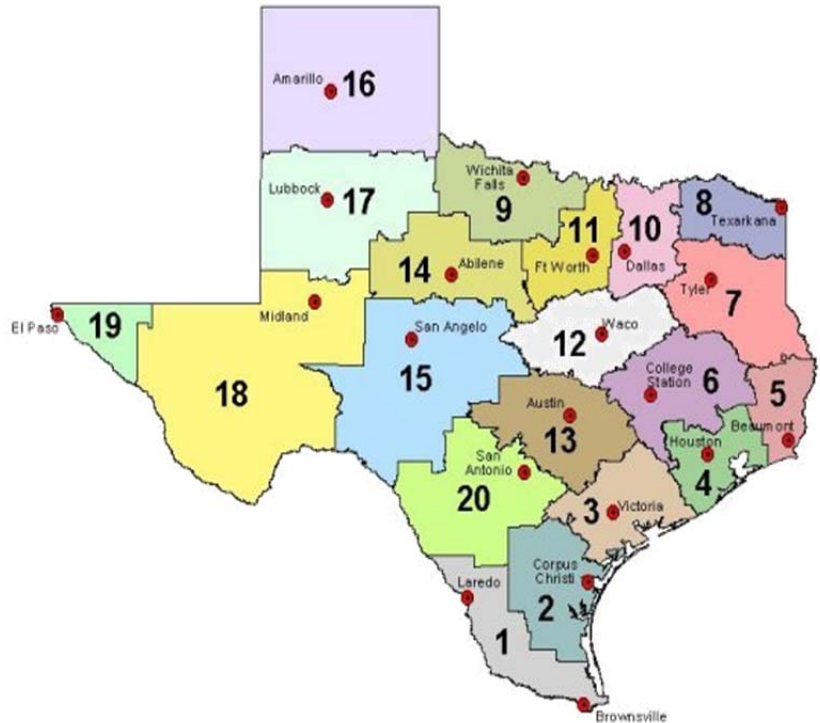 Amarillo
16
Lubbock
17
Wichita
Falls
9
11
Ft Worth
10
Dallas
8
Texarkana
14
Abilene
Tyler
7
El Paso
19
Midland
18
San Angelo
15
12
Waco
College
Station
6
5
Beaumont
Austin
13
Houston
4
San
Antonio
20
3
Victoria
Corpus
Christi
2
Laredo
1
Brownsville